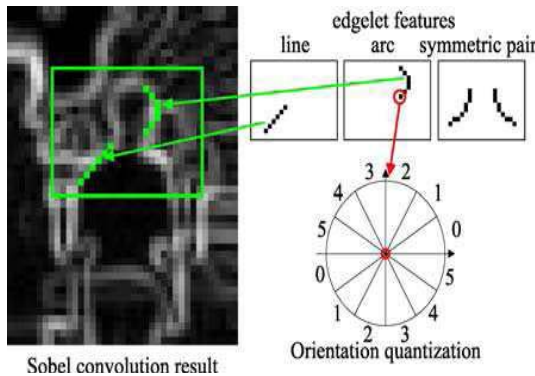 edgelet features
line arc symmetric pair
3 2
4 1
5 0
0 5
1 4
2 3
Orientation quantization
Sobel convolution result